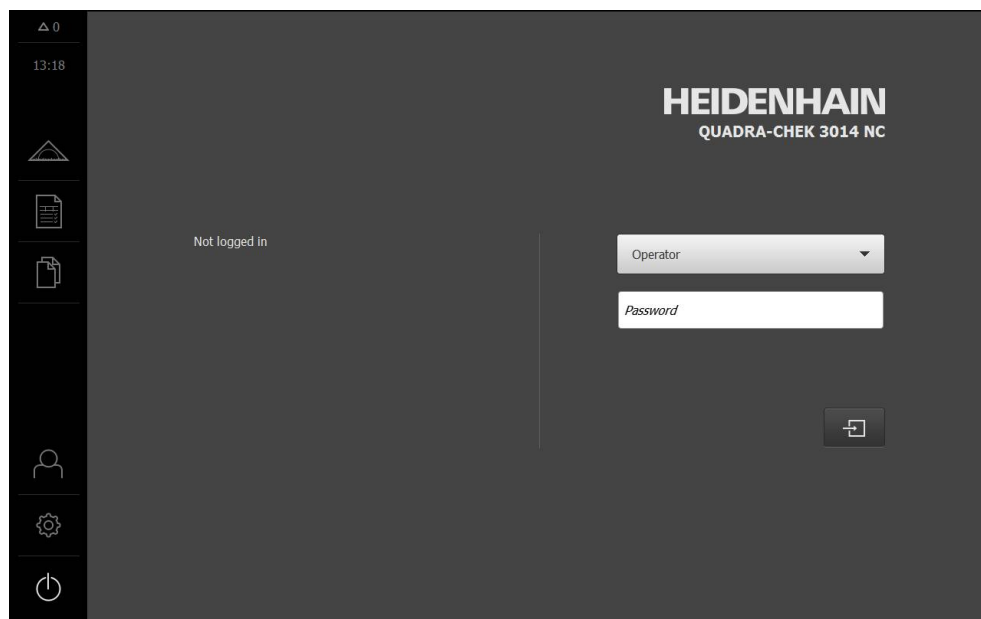 △ 0
13:18
HEIDENHAIN
QUADRA-CHEK 3014 NC
Not logged in
Operator
Password